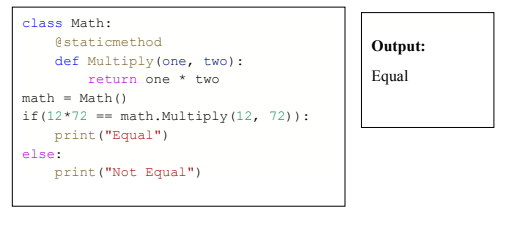 class Math:
    @staticmethod
    def Multiply(one, two):
        return one * two
math = Math()
if(12*72 == math.Multiply(12, 72)):
    print("Equal")
else:
    print("Not Equal")
Output:
Equal